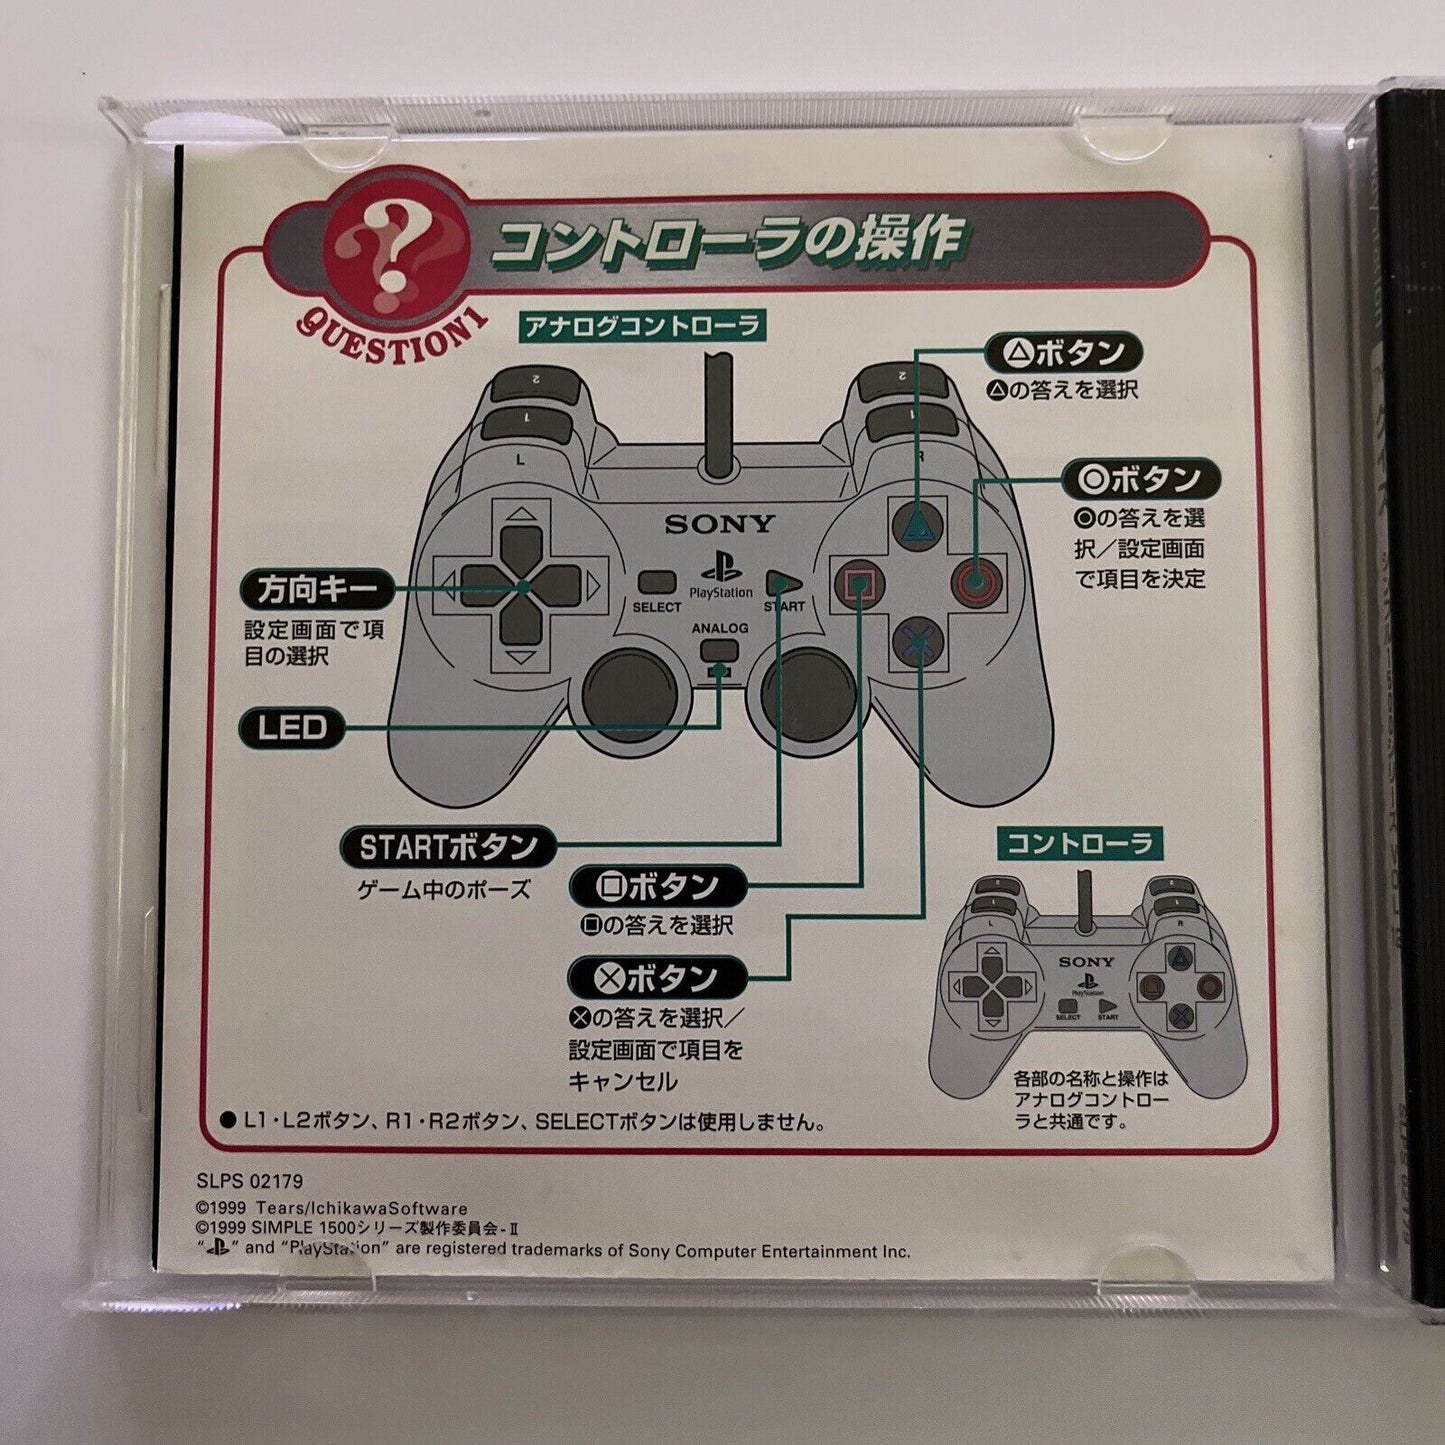 コントローラの操作
?
QUESTION1
アナログコントローラ
△ボタン
△の答えを選択
○ボタン
◎の答えを選
択／設定画面
で項目を決定
2
1
L
2
1
R
SONY
PlayStation
SELECT
START
ANALOG
方向キー
設定画面で項
目の選択
LED
STARTボタン
ゲーム中のポーズ
□ボタン
□の答えを選択
×ボタン
×の答えを選択／
設定画面で項目を
キャンセル
コントローラ
L
R
SONY
PlayStation
SELECT
START
各部の名称と操作は
アナログコントロー
ラと共通です。
●L1・L2ボタン、R1・R2ボタン、SELECTボタンは使用しません。
SLPS 02179
©1999 Tears/IchikawaSoftware
©1999 SIMPLE 1500シリーズ製作委員会-Ⅱ
“ ” and “PlayStation” are registered trademarks of Sony Computer Entertainment Inc.
SLPS 02179